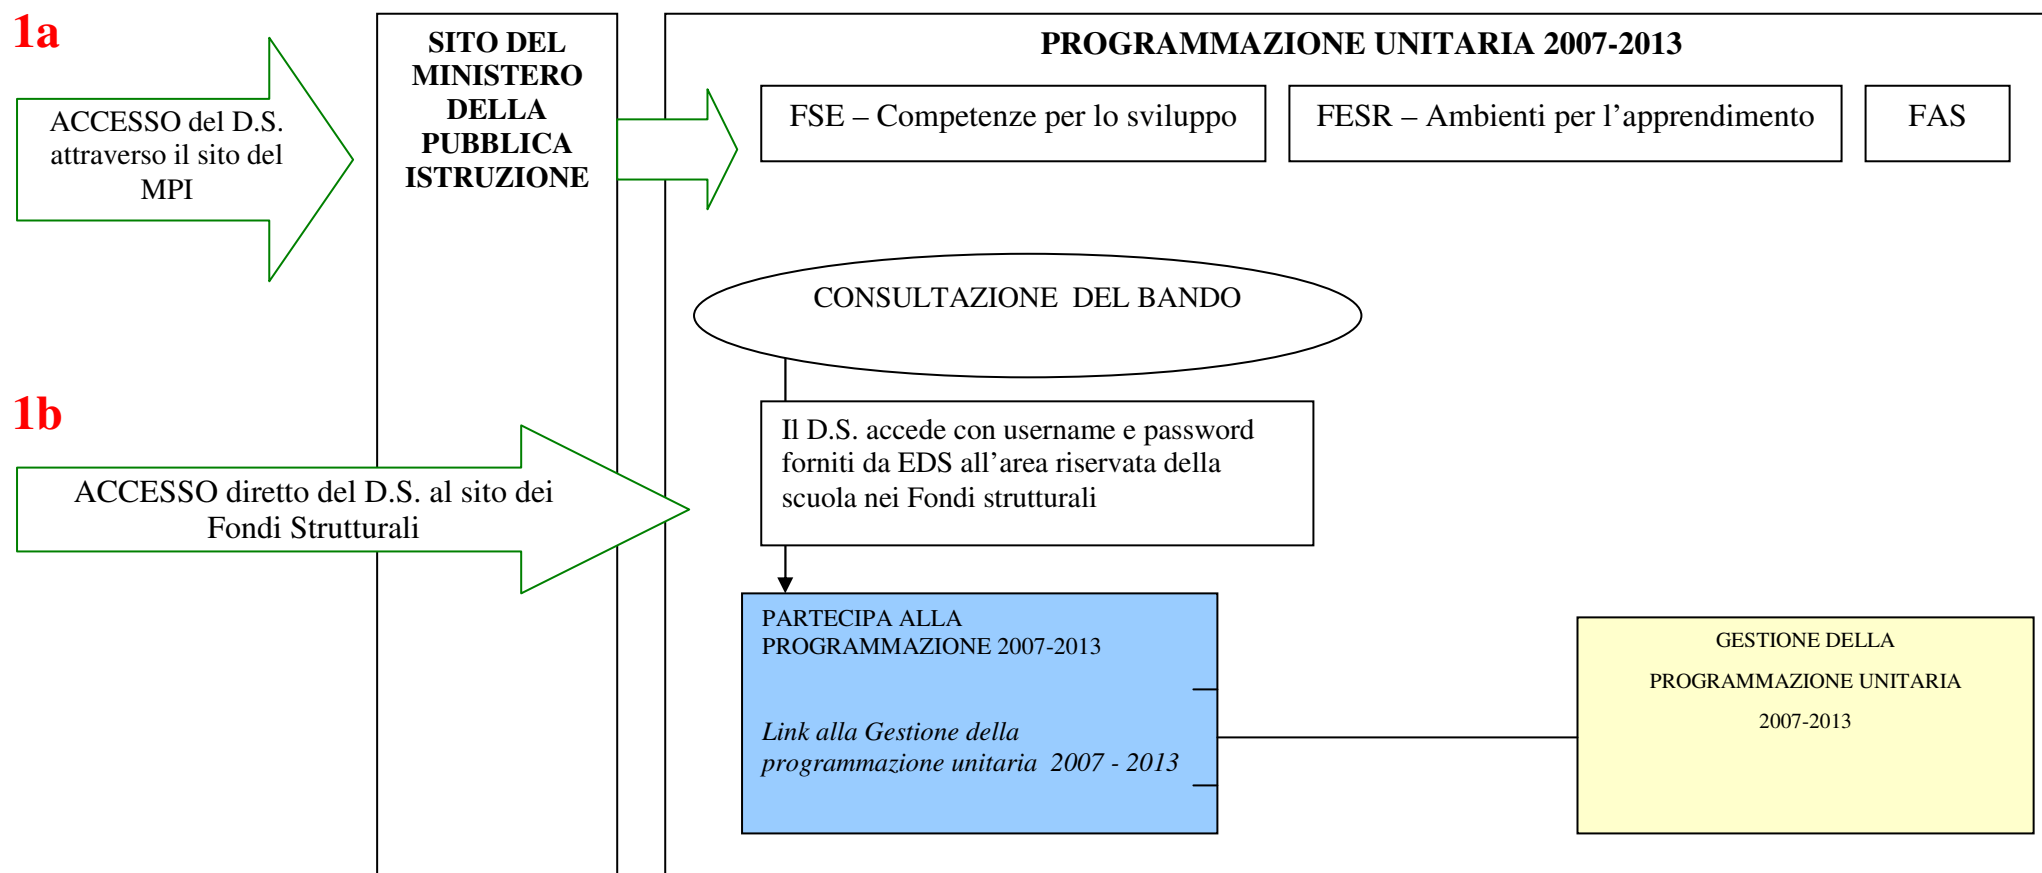 1a
ACCESSO del D.S.
attraverso il sito del
MPI
SITO DEL
MINISTERO
DELLA
PUBBLICA
ISTRUZIONE
PROGRAMMAZIONE UNITARIA 2007-2013
FSE – Competenze per lo sviluppo
FESR – Ambienti per l’apprendimento
FAS
CONSULTAZIONE  DEL BANDO
1b
ACCESSO diretto del D.S. al sito dei
Fondi Strutturali
Il D.S. accede con username e password
forniti da EDS all’area riservata della
scuola nei Fondi strutturali
PARTECIPA ALLA
PROGRAMMAZIONE 2007-2013
Link alla Gestione della
programmazione unitaria  2007 - 2013
GESTIONE DELLA
PROGRAMMAZIONE UNITARIA
2007-2013